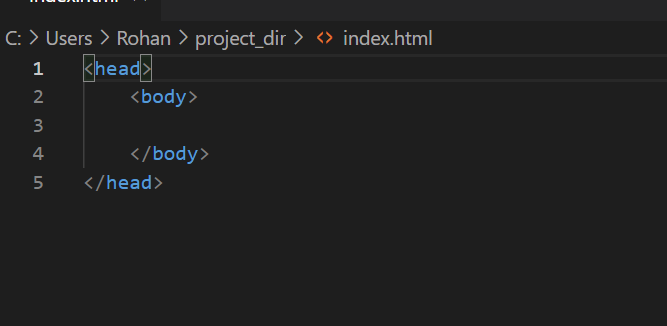 C: > Users > Rohan > project_dir > <> index.html
1 <head>
2 <body>
3
4 </body>
5 </head>